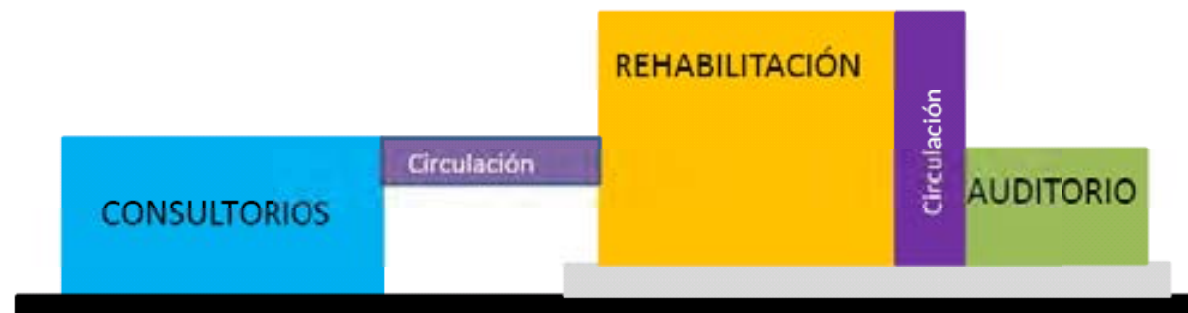 REHABILITACIÓN
Circulación
Circulación
CONSULTORIOS
AUDITORIO